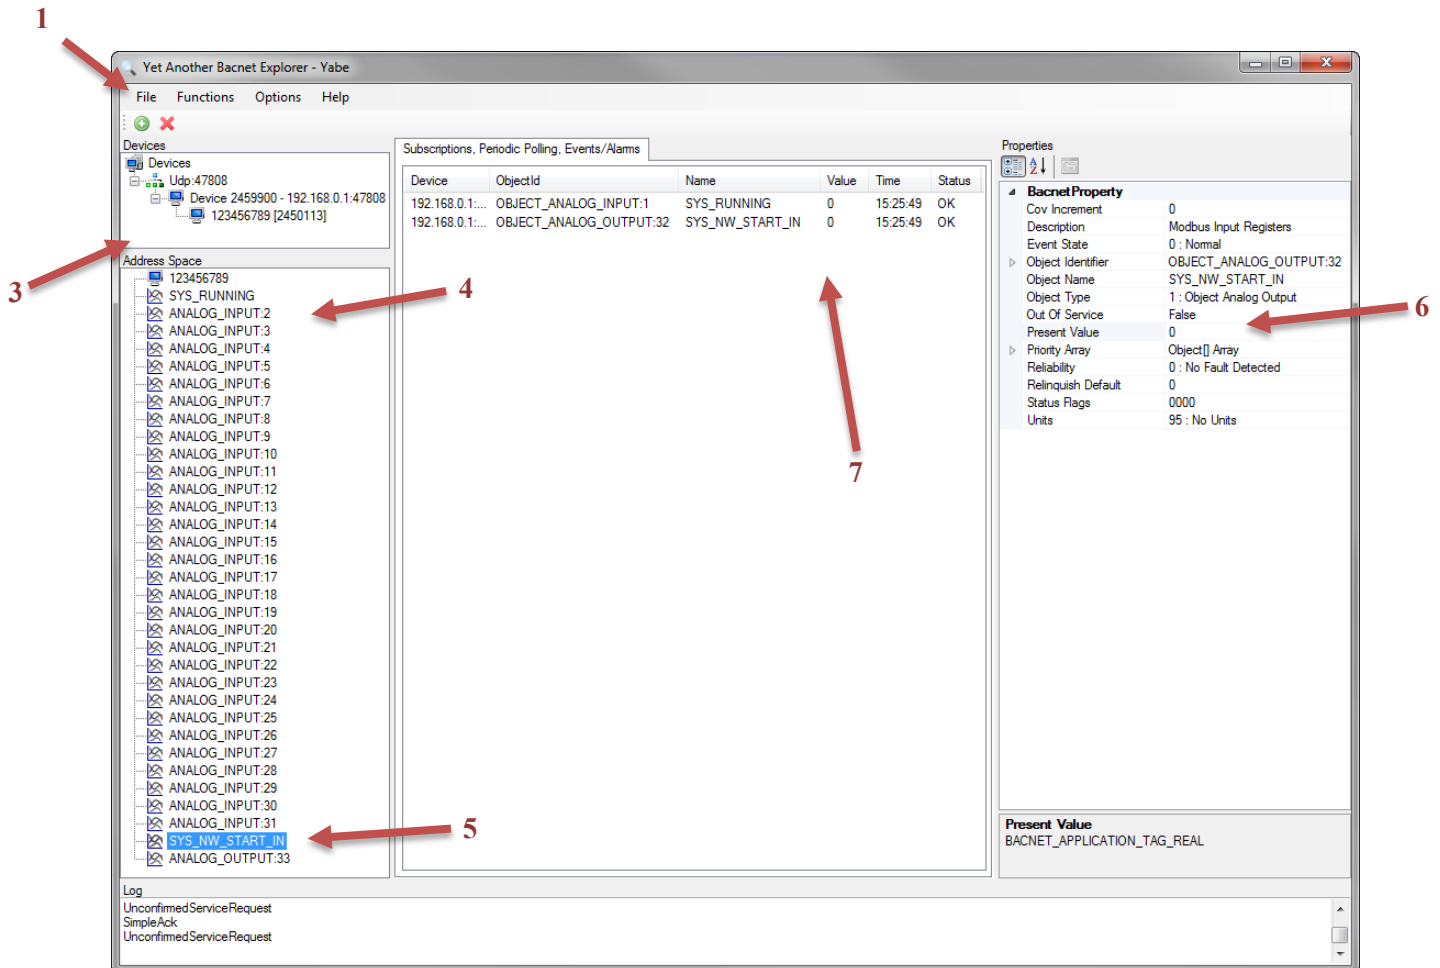 1
Yet Another Bacnet Explorer - Yabe
File Functions Options Help
Devices
Devices
Udp:47808
Device 2459900 - 192.168.0.1:47808
123456789 [2450113]
3
Address Space
123456789
SYS_RUNNING
ANALOG_INPUT:2
ANALOG_INPUT:3
ANALOG_INPUT:4
ANALOG_INPUT:5
ANALOG_INPUT:6
ANALOG_INPUT:7
ANALOG_INPUT:8
ANALOG_INPUT:9
ANALOG_INPUT:10
ANALOG_INPUT:11
ANALOG_INPUT:12
ANALOG_INPUT:13
ANALOG_INPUT:14
ANALOG_INPUT:15
ANALOG_INPUT:16
ANALOG_INPUT:17
ANALOG_INPUT:18
ANALOG_INPUT:19
ANALOG_INPUT:20
ANALOG_INPUT:21
ANALOG_INPUT:22
ANALOG_INPUT:23
ANALOG_INPUT:24
ANALOG_INPUT:25
ANALOG_INPUT:26
ANALOG_INPUT:27
ANALOG_INPUT:28
ANALOG_INPUT:29
ANALOG_INPUT:30
ANALOG_INPUT:31
SYS_NW_START_IN
ANALOG_OUTPUT:33
4
5
Subscriptions, Periodic Polling, Events/Alarms
Device ObjectId Name Value Time Status
192.168.0.1:... OBJECT_ANALOG_INPUT:1 SYS_RUNNING 0 15:25:49 OK
192.168.0.1:... OBJECT_ANALOG_OUTPUT:32 SYS_NW_START_IN 0 15:25:49 OK
7
Properties
BacnetProperty
Cov Increment 0
Description Modbus Input Registers
Event State 0 : Normal
Object Identifier OBJECT_ANALOG_OUTPUT:32
Object Name SYS_NW_START_IN
Object Type 1 : Object Analog Output
Out Of Service False
Present Value 0
Priority Array Object[] Array
Reliability 0 : No Fault Detected
Relinquish Default 0
Status Flags 0000
Units 95 : No Units
6
Present Value
BACNET_APPLICATION_TAG_REAL
Log
UnconfirmedServiceRequest
SimpleAck
UnconfirmedServiceRequest